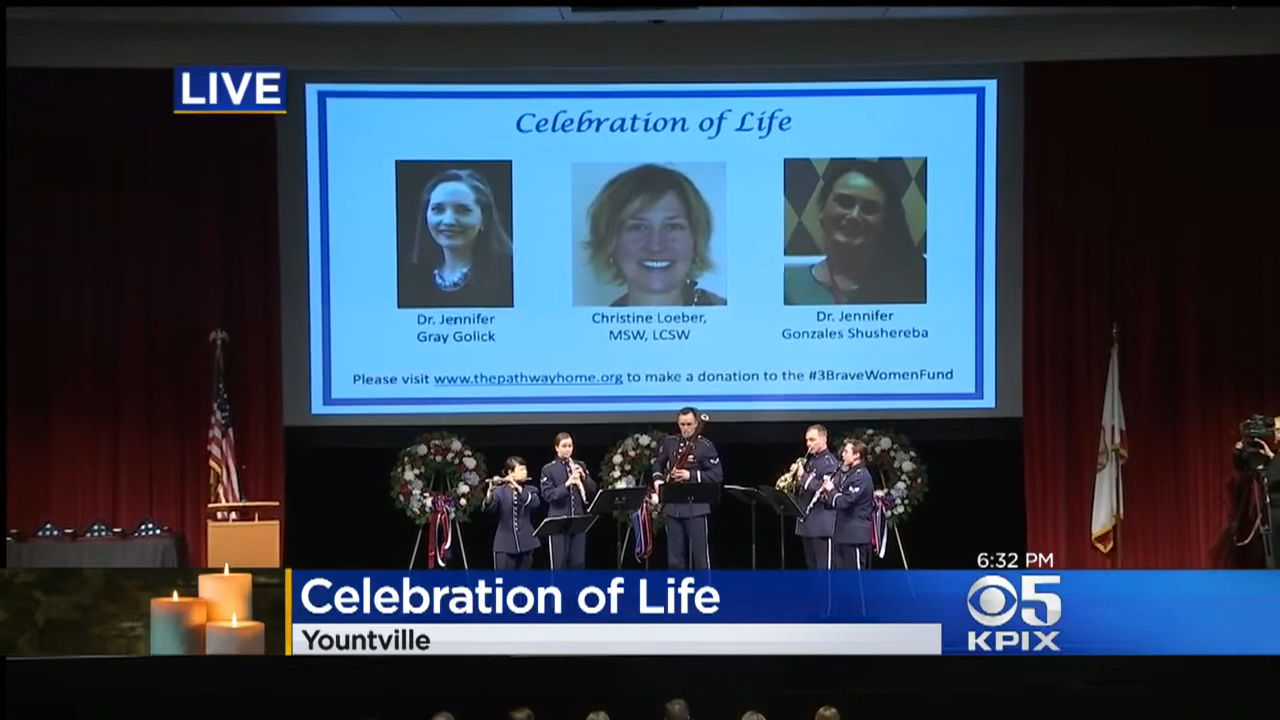 LIVE
Celebration of Life
Dr. Jennifer
Gray Golick
Christine Loeber,
MSW, LCSW
Dr. Jennifer
Gonzales Shushereba
Please visit www.thepathwayhome.org to make a donation to the #3BraveWomenFund
6:32 PM
Celebration of Life
Yountville
5
KPIX